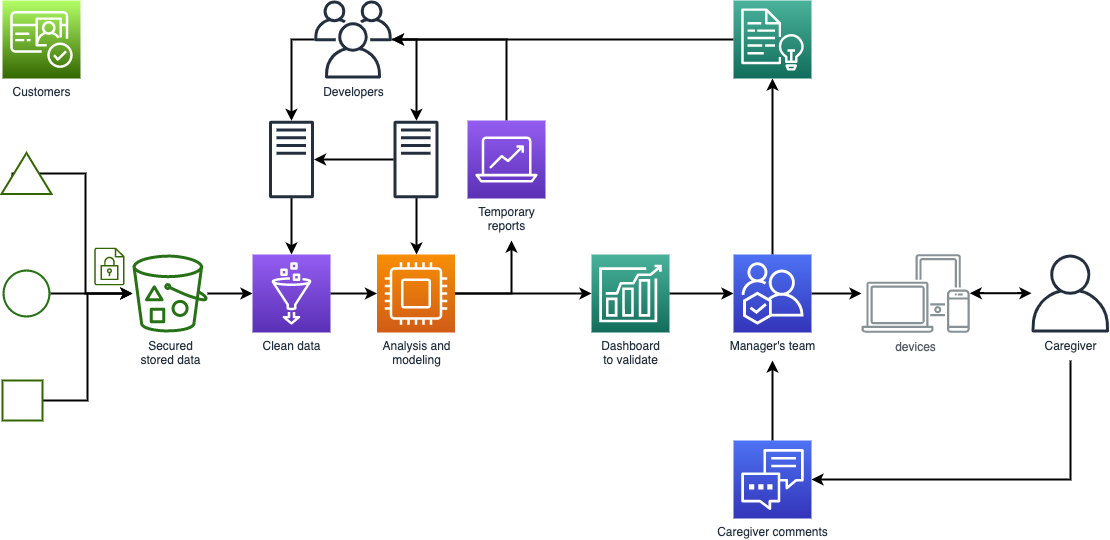 Customers
Developers
Temporary
reports
Secured
stored data
Clean data
Analysis and
modeling
Dashboard
to validate
Manager's team
devices
Caregiver
Caregiver comments